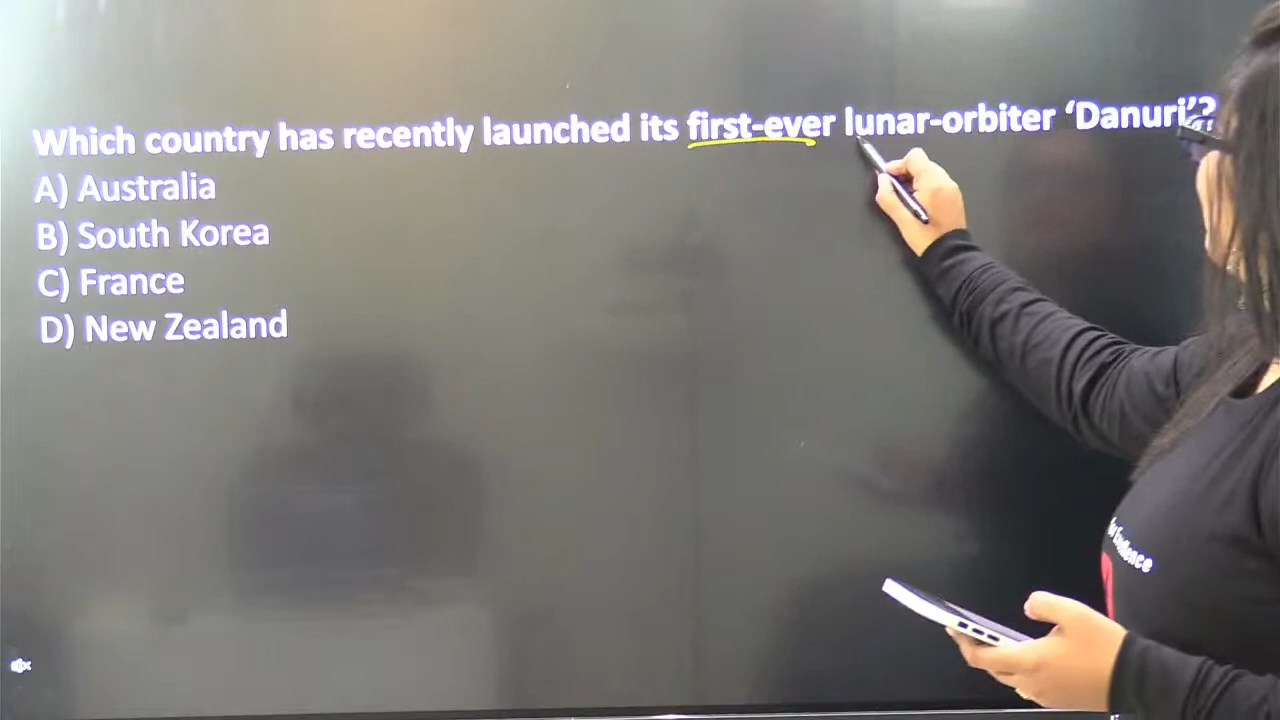 Which country has recently launched its first-ever lunar-orbiter ‘Danuri’?
A) Australia
B) South Korea
C) France
D) New Zealand